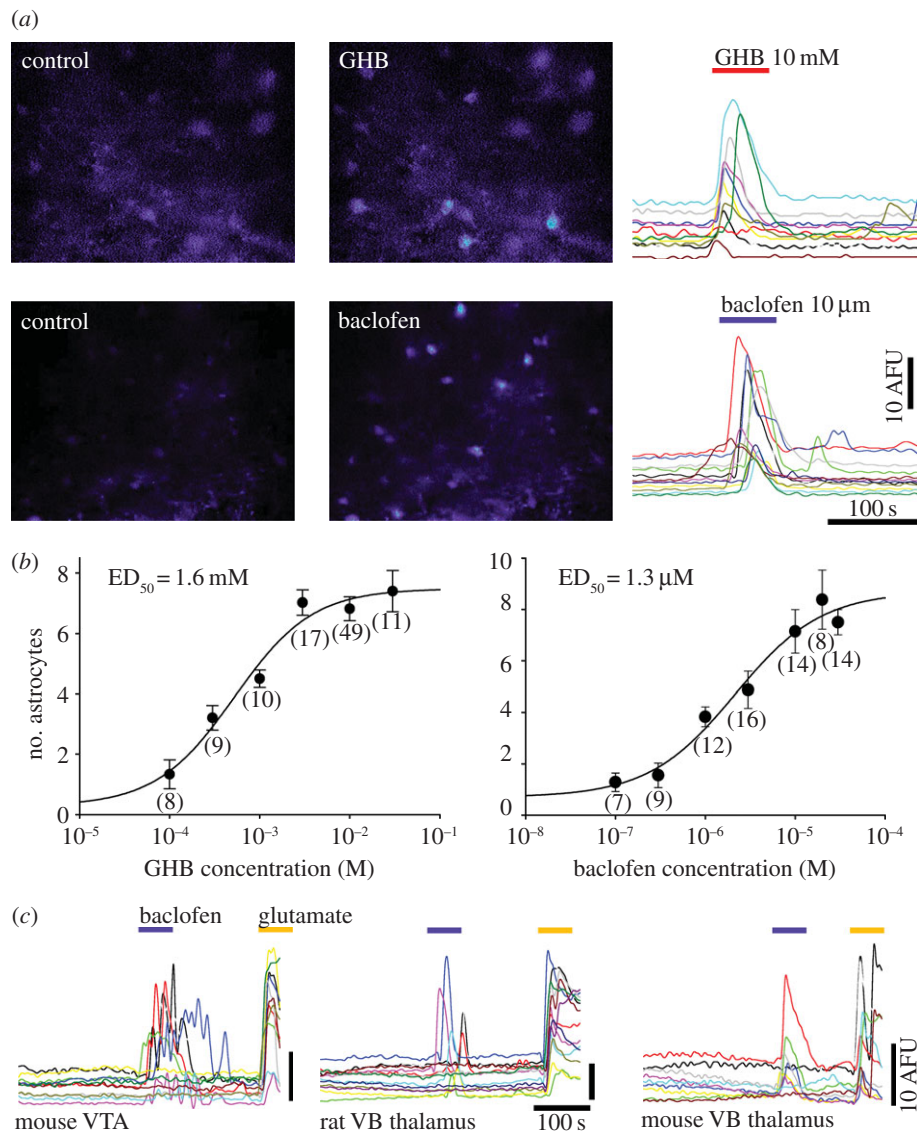 (a)
control
GHB
GHB 10 mM
control
baclofen
baclofen 10 µm
10 AFU
100 s
(b)
ED50 = 1.6 mM
8
6
4
2
0
no. astrocytes
(8)
(9)
(10)
(17)
(49)
(11)
10⁻⁵
10⁻⁴
10⁻³
10⁻²
10⁻¹
GHB concentration (M)
ED50 = 1.3 µM
10
8
6
4
2
0
(7)
(9)
(12)
(16)
(14)
(8)
(14)
10⁻⁸
10⁻⁷
10⁻⁶
10⁻⁵
10⁻⁴
baclofen concentration (M)
(c)
baclofen
glutamate
10 AFU
mouse VTA
rat VB thalamus
100 s
mouse VB thalamus